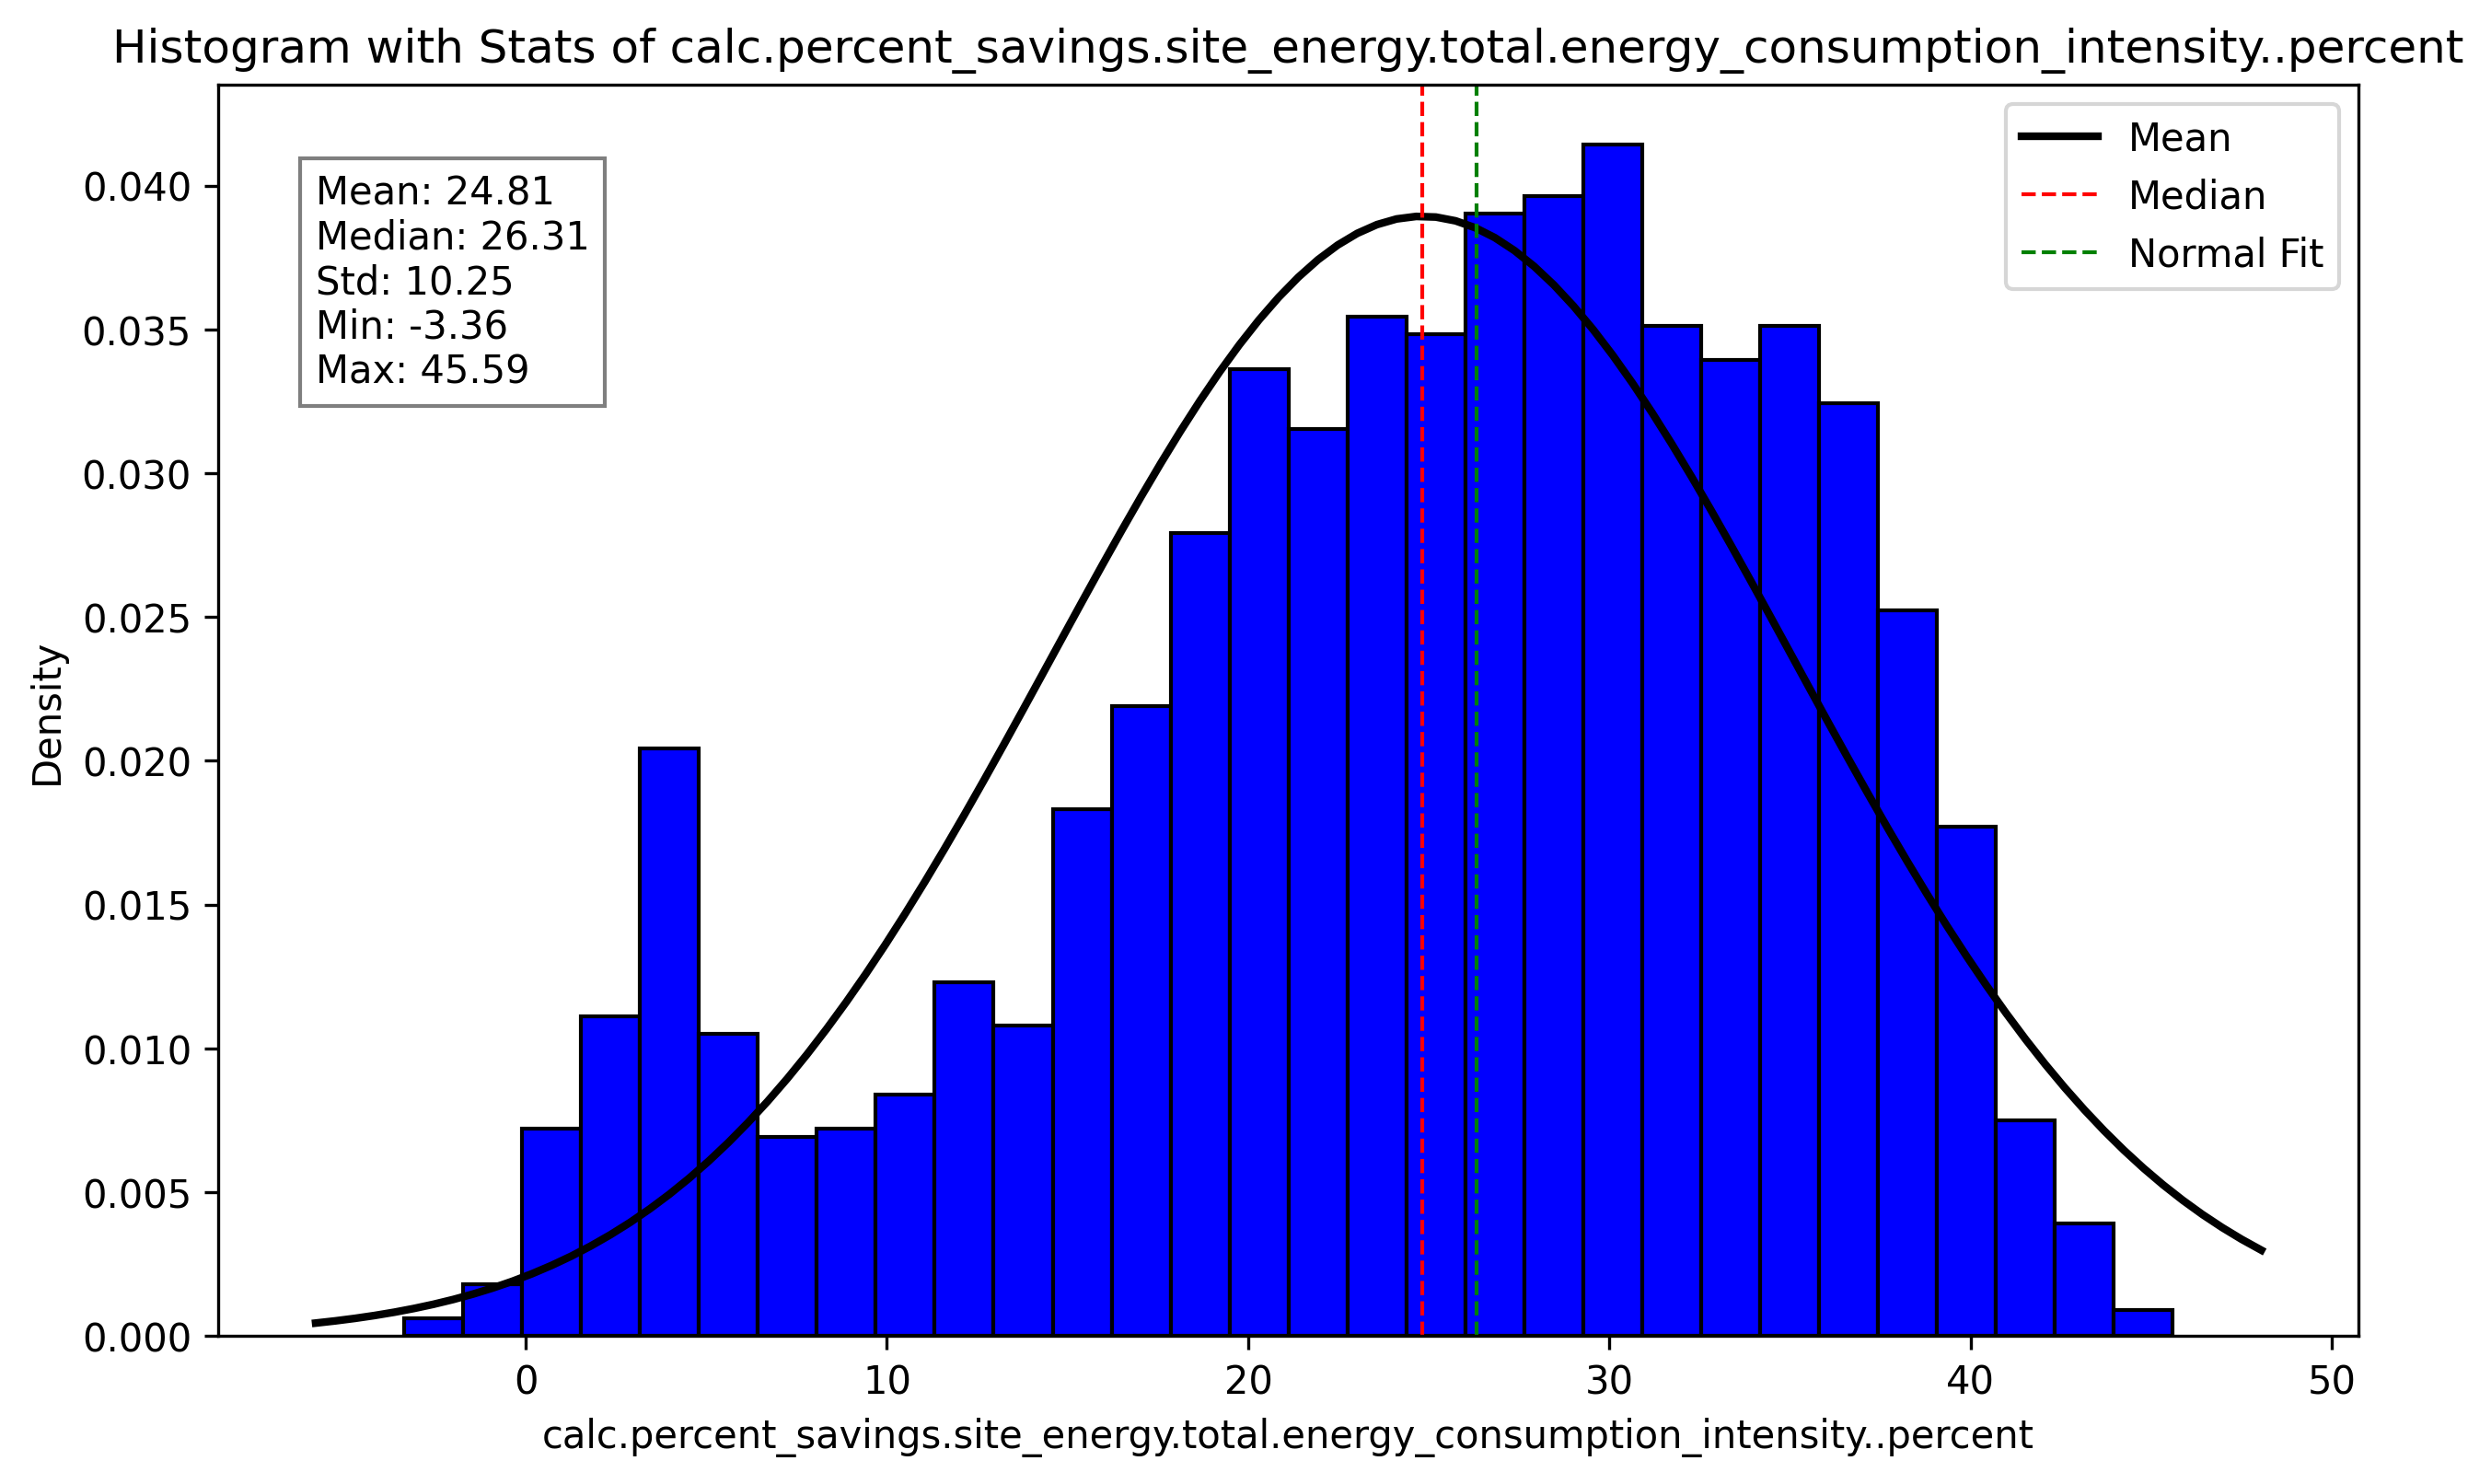 Histogram with Stats of calc.percent_savings.site_energy.total.energy_consumption_intensity..percent
Mean: 24.81
Median: 26.31
Std: 10.25
Min: -3.36
Max: 45.59
Mean
Median
Normal Fit
Density
0.040
0.035
0.030
0.025
0.020
0.015
0.010
0.005
0.000
0 10 20 30 40 50
calc.percent_savings.site_energy.total.energy_consumption_intensity..percent